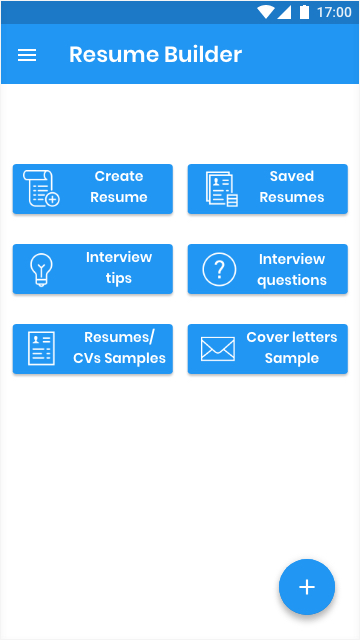 17:00
Resume Builder
Create
Resume
Saved
Resumes
Interview
tips
Interview
questions
Resumes/
CVs Samples
Cover letters
Sample